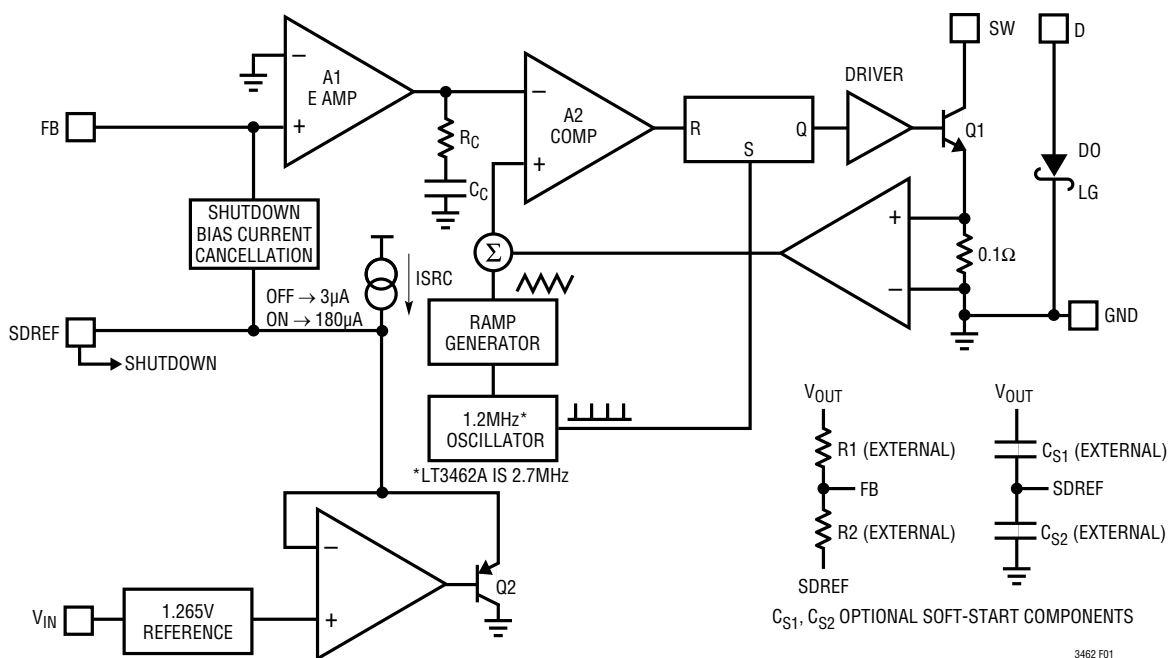 SW
D
A1
E AMP
−
+
FB
A2
COMP
−
+
R
Q
S
DRIVER
Q1
DO
LG
RC
CC
SHUTDOWN
BIAS CURRENT
CANCELLATION
Σ
+
−
0.1Ω
ISRC
OFF → 3µA
ON → 180µA
RAMP
GENERATOR
GND
SDREF
SHUTDOWN
1.2MHz*
OSCILLATOR
*LT3462A IS 2.7MHz
VOUT
R1 (EXTERNAL)
FB
R2 (EXTERNAL)
SDREF
VOUT
CS1 (EXTERNAL)
SDREF
CS2 (EXTERNAL)
CS1, CS2 OPTIONAL SOFT-START COMPONENTS
−
+
Q2
VIN
1.265V
REFERENCE
3462 F01